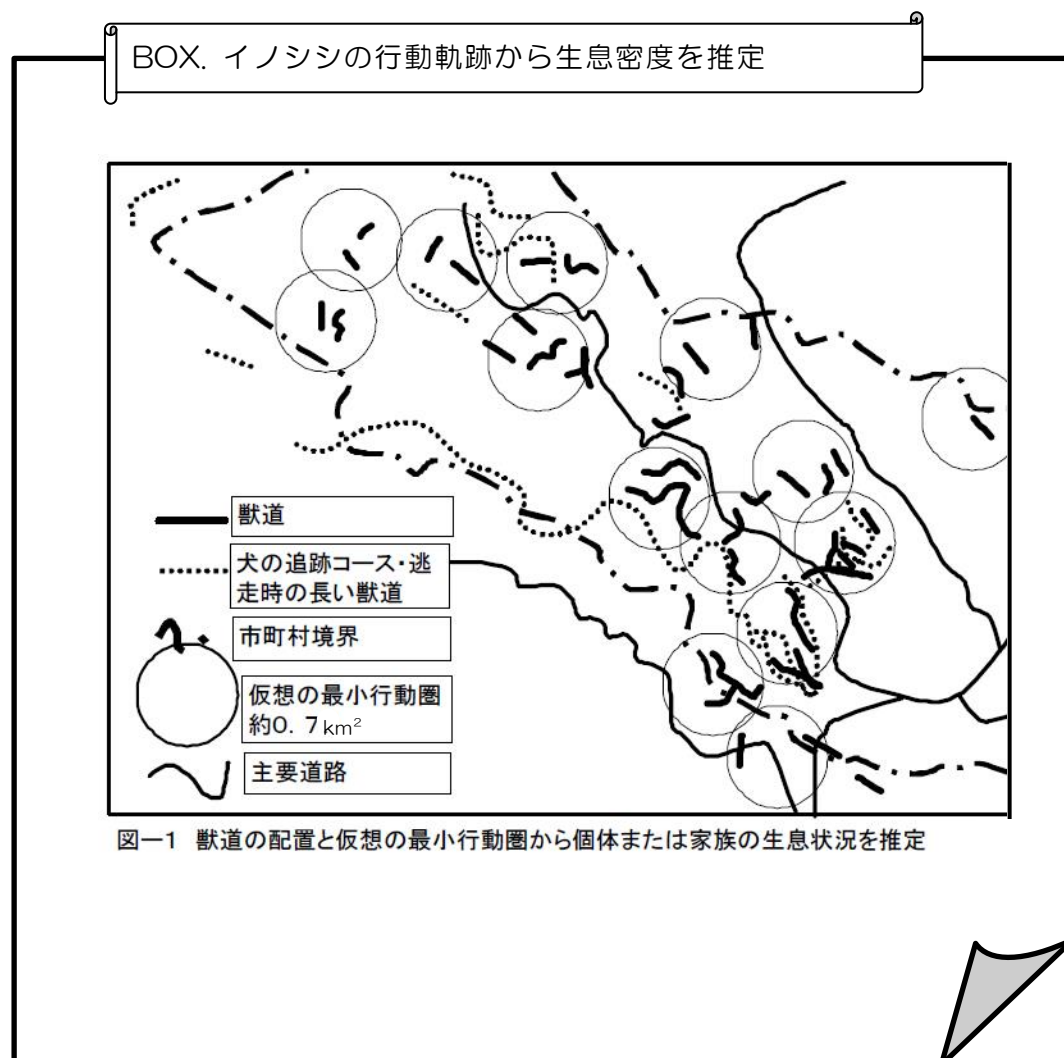 BOX. イノシシの行動軌跡から生息密度を推定
獣道
犬の追跡コース・逃
走時の長い獣道
市町村境界
仮想の最小行動圏
約0.7km²
主要道路
図ー1 獣道の配置と仮想の最小行動圏から個体または家族の生息状況を推定